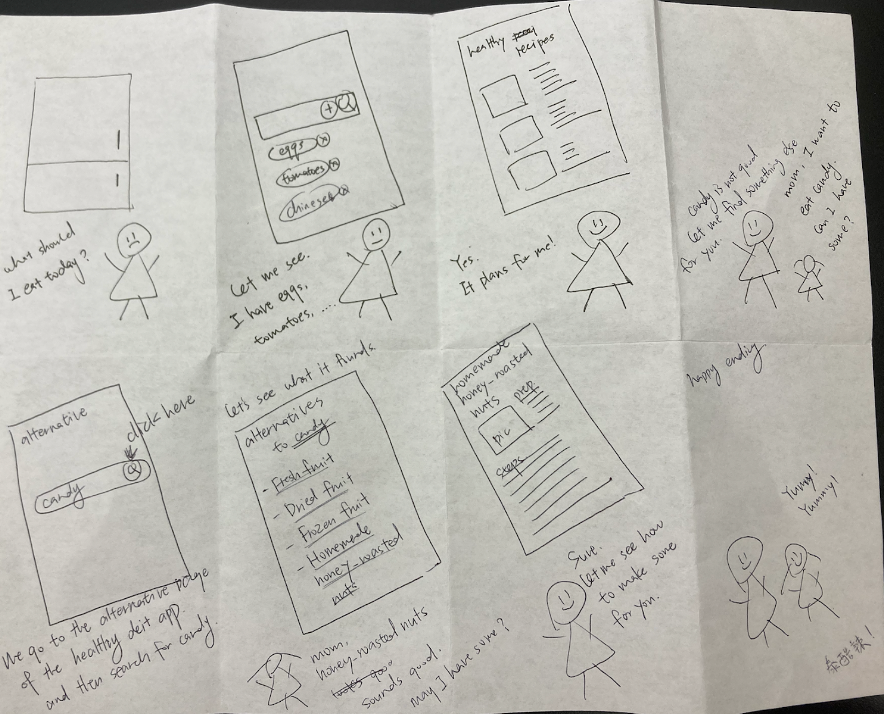 what should
I eat today?
eggs x
tomatoes x
chinese x
Let me see.
I have eggs,
tomatoes, ....
healthy
recipes
Yes.
It plans for me!
candy is not good
let me find something else
for you.
mom, I want to
eat candy
can I have
some?
alternative
click here
candy
We go to the alternative page
of the healthy deit app.
and then search for candy.
Let's see what it finds.
alternatives
to candy
- Fresh fruit
- Dried fruit
- Frozen fruit
- Homemade
honey-roasted
nuts
mom,
honey-roasted nuts
sounds good.
may I have some?
homemade
honey-roasted
nuts
prep
pic
steps
Sure.
Let me see how
to make some
for you.
happy ending
Yummy!
Yummy!